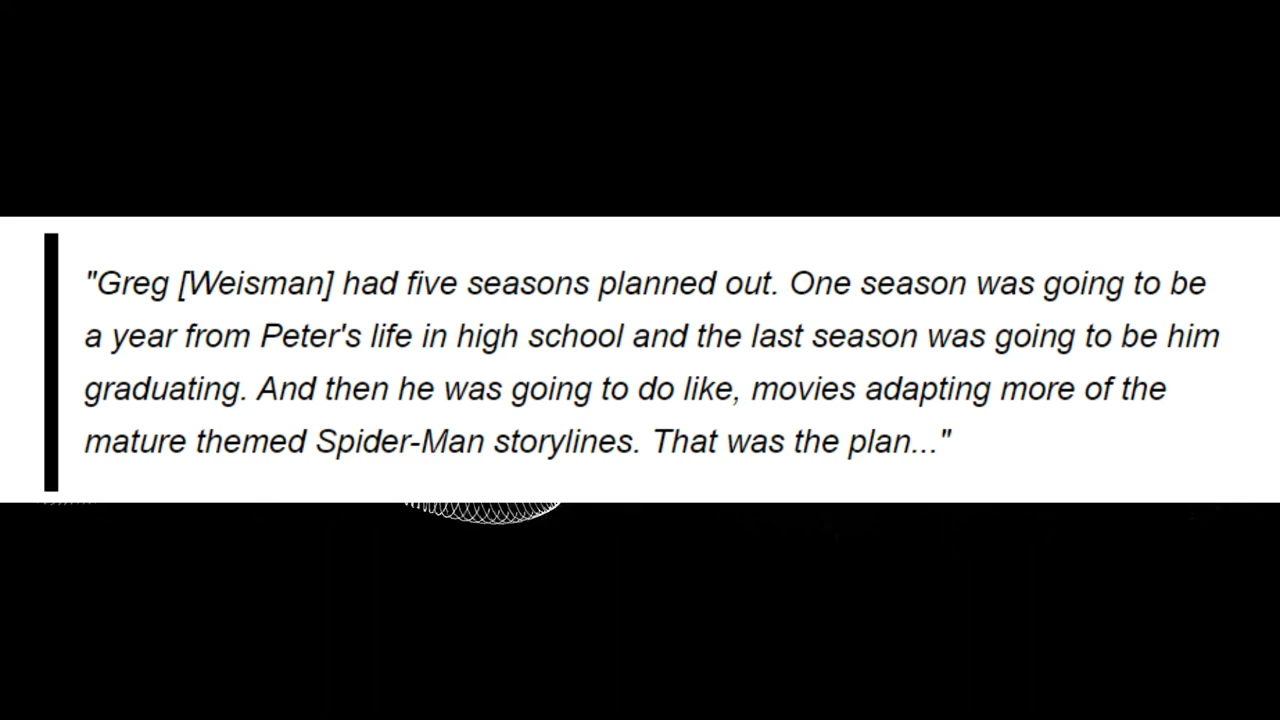 "Greg [Weisman] had five seasons planned out. One season was going to be
a year from Peter's life in high school and the last season was going to be him
graduating. And then he was going to do like, movies adapting more of the
mature themed Spider-Man storylines. That was the plan..."